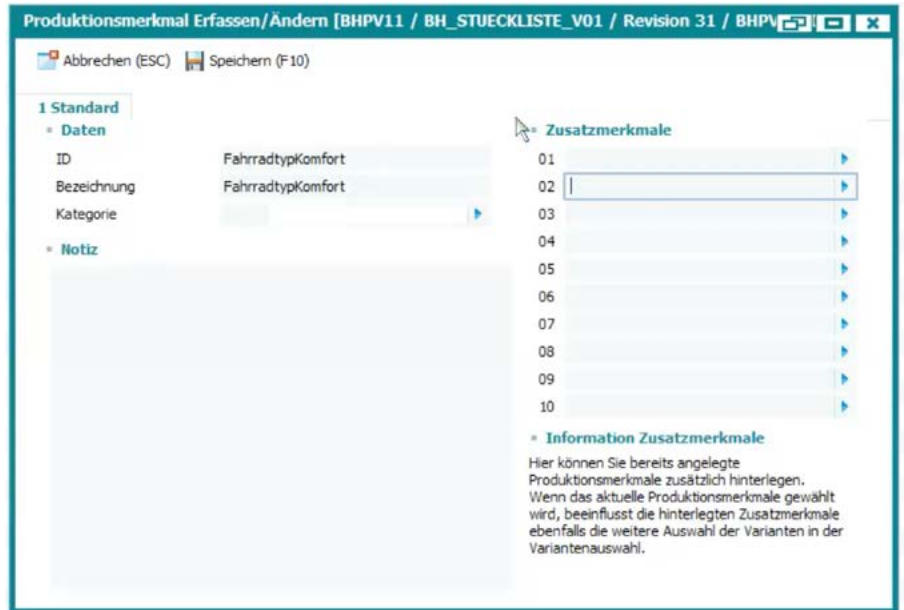 Produktionsmerkmal Erfassen/Ändern [BHPV11 / BH_STUECKLISTE_V01 / Revision 31 / BHPV
Abbrechen (ESC) Speichern (F10)
1 Standard
Daten
ID FahrradtypKomfort
Bezeichnung FahrradtypKomfort
Kategorie
Notiz
Zusatzmerkmale
01
02
03
04
05
06
07
08
09
10
Information Zusatzmerkmale
Hier können Sie bereits angelegte
Produktionsmerkmale zusätzlich hinterlegen.
Wenn das aktuelle Produktionsmerkmale gewählt
wird, beeinflusst die hinterlegten Zusatzmerkmale
ebenfalls die weitere Auswahl der Varianten in der
Variantenauswahl.